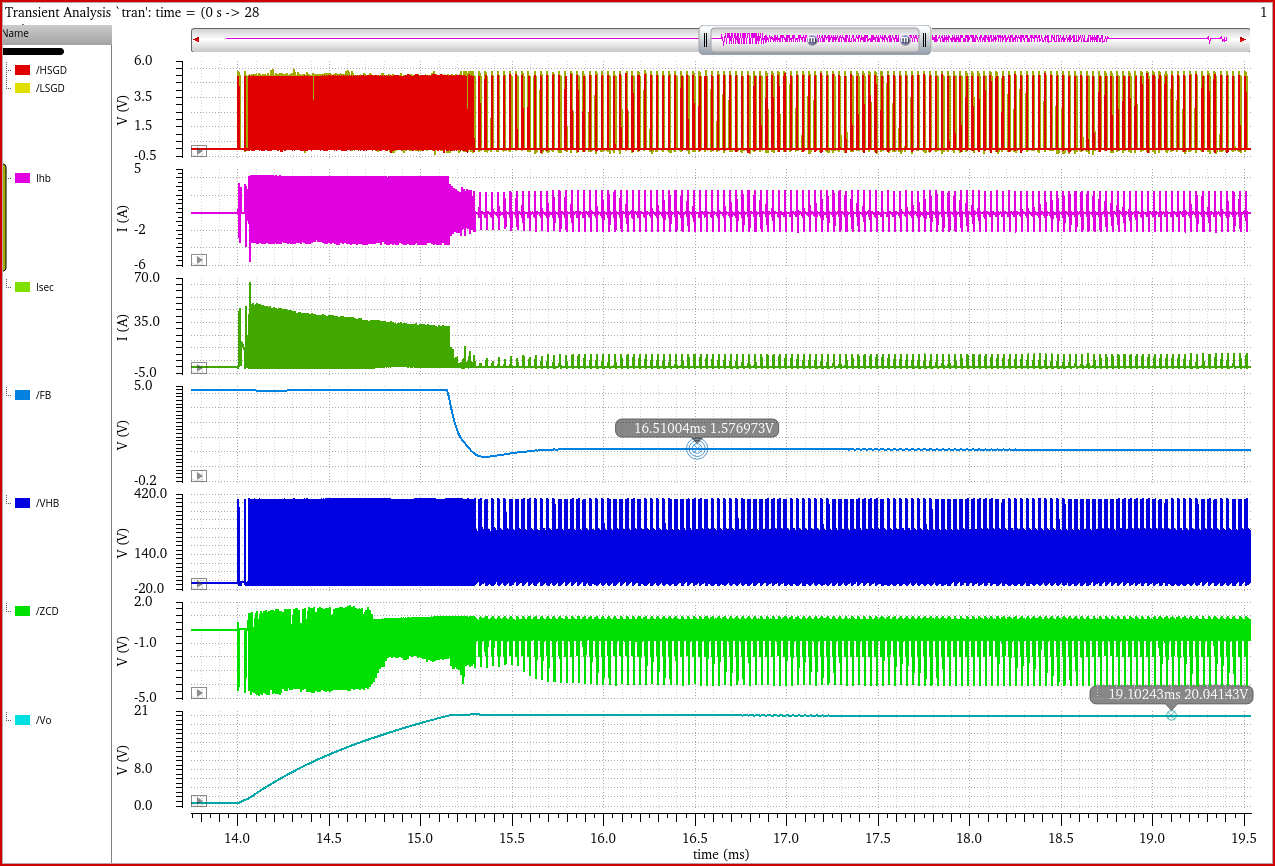 Transient Analysis `tran': time = (0 s -> 28
1
Name
/HSGD
/LSGD
Ihb
Isec
/FB
/VHB
/ZCD
/Vo
V (V)
6.0
3.5
1.5
-0.5
I (A)
5
-2
-6
I (A)
70.0
35.0
-5.0
V (V)
5.0
-0.2
16.51004ms 1.576973V
V (V)
420.0
140.0
-20.0
V (V)
2.0
-1.0
-5.0
19.10243ms 20.04143V
V (V)
21
8.0
0.0
14.0 14.5 15.0 15.5 16.0 16.5 17.0 17.5 18.0 18.5 19.0 19.5
time (ms)